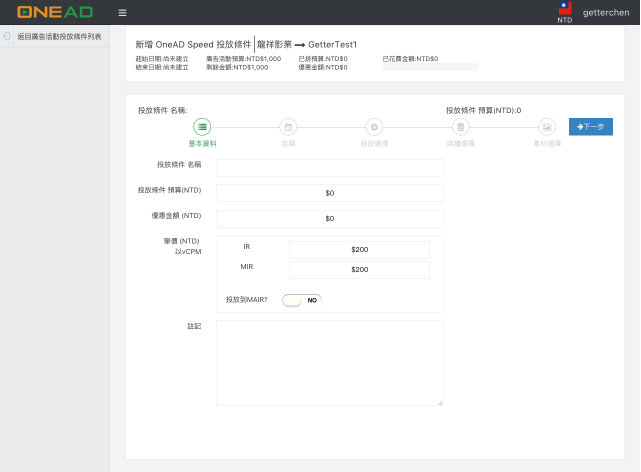 ONEAD
NTD
getterchen
返回廣告活動投放條件列表
新增 OneAD Speed 投放條件 │ 龍祥影業 ⟶ GetterTest1
起始日期:尚未建立 廣告活動預算:NTD$1,000 已排預算:NTD$0 已花費金額:NTD$0
結束日期:尚未建立 剩餘金額:NTD$1,000 優惠金額:NTD$0
投放條件 名稱: 投放條件 預算(NTD):0
下一步
基本資料 走期 投放選擇 媒體選擇 素材選擇
投放條件 名稱
投放條件 預算(NTD) $0
優惠金額 (NTD) $0
單價 (NTD)
以vCPM
IR $200
MIR $200
投放到MAIR? NO
註記